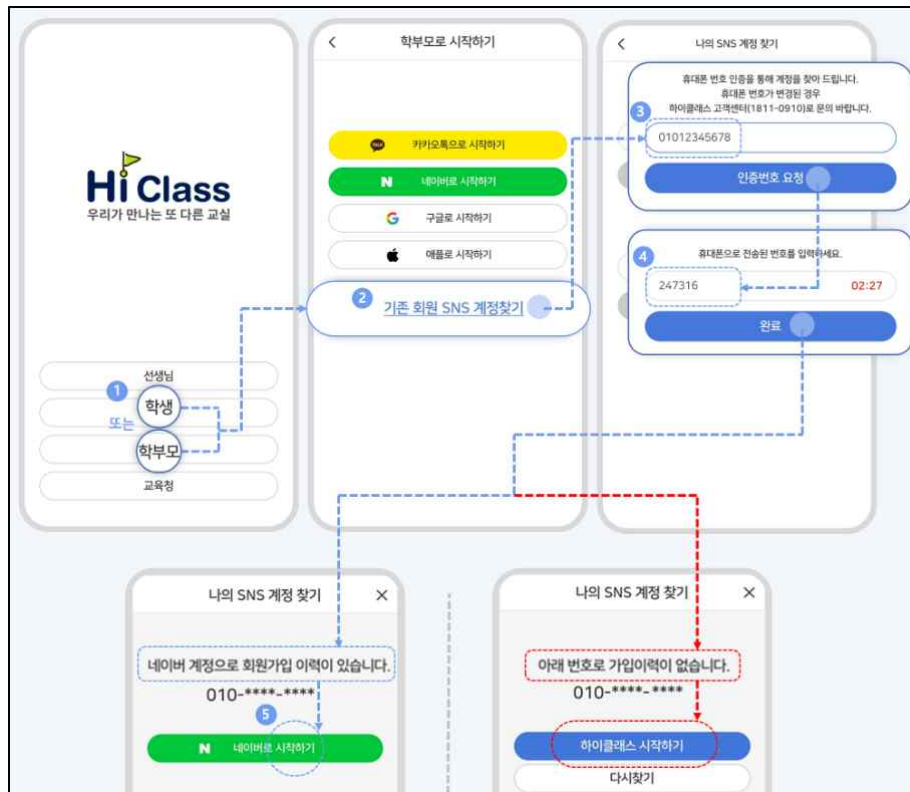 Hi Class
우리가 만나는 또 다른 교실
선생님
1
학생
또는
학부모
교육청
학부모로 시작하기
TALK
카카오톡으로 시작하기
N 네이버로 시작하기
G 구글로 시작하기
애플로 시작하기
2 기존 회원 SNS 계정찾기
나의 SNS 계정 찾기
휴대폰 번호 인증을 통해 계정을 찾아 드립니다.
휴대폰 번호가 변경된 경우
하이클래스 고객센터(1811-0910)로 문의 바랍니다.
3
01012345678
인증번호 요청
4
휴대폰으로 전송된 번호를 입력하세요.
247316 02:27
완료
나의 SNS 계정 찾기 ×
네이버 계정으로 회원가입 이력이 있습니다.
010-****-****
5
N 네이버로 시작하기
나의 SNS 계정 찾기 ×
아래 번호로 가입이력이 없습니다.
010-****-****
하이클래스 시작하기
다시찾기